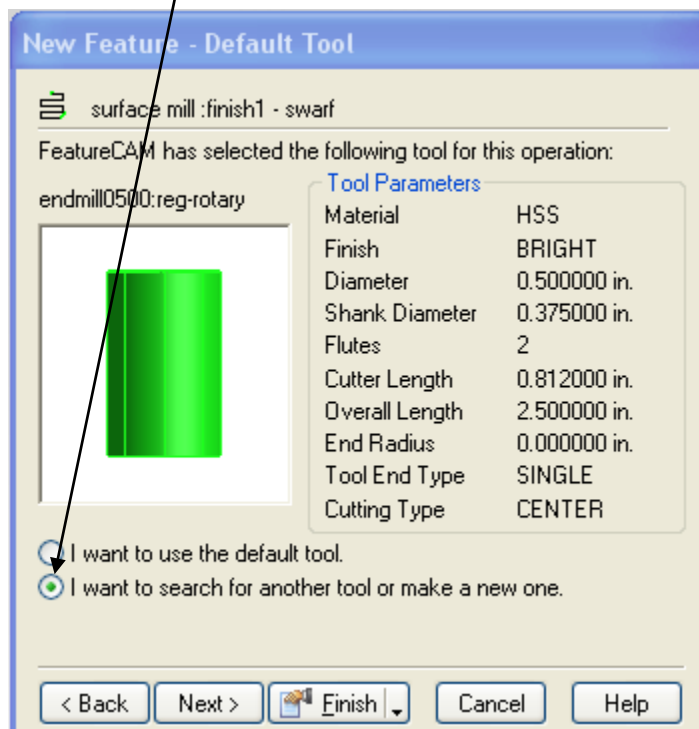 New Feature - Default Tool
surface mill :finish1 - swarf
FeatureCAM has selected the following tool for this operation:
endmill0500:reg-rotary
Tool Parameters
Material HSS
Finish BRIGHT
Diameter 0.500000 in.
Shank Diameter 0.375000 in.
Flutes 2
Cutter Length 0.812000 in.
Overall Length 2.500000 in.
End Radius 0.000000 in.
Tool End Type SINGLE
Cutting Type CENTER
I want to use the default tool.
I want to search for another tool or make a new one.
< Back Next > Finish Cancel Help